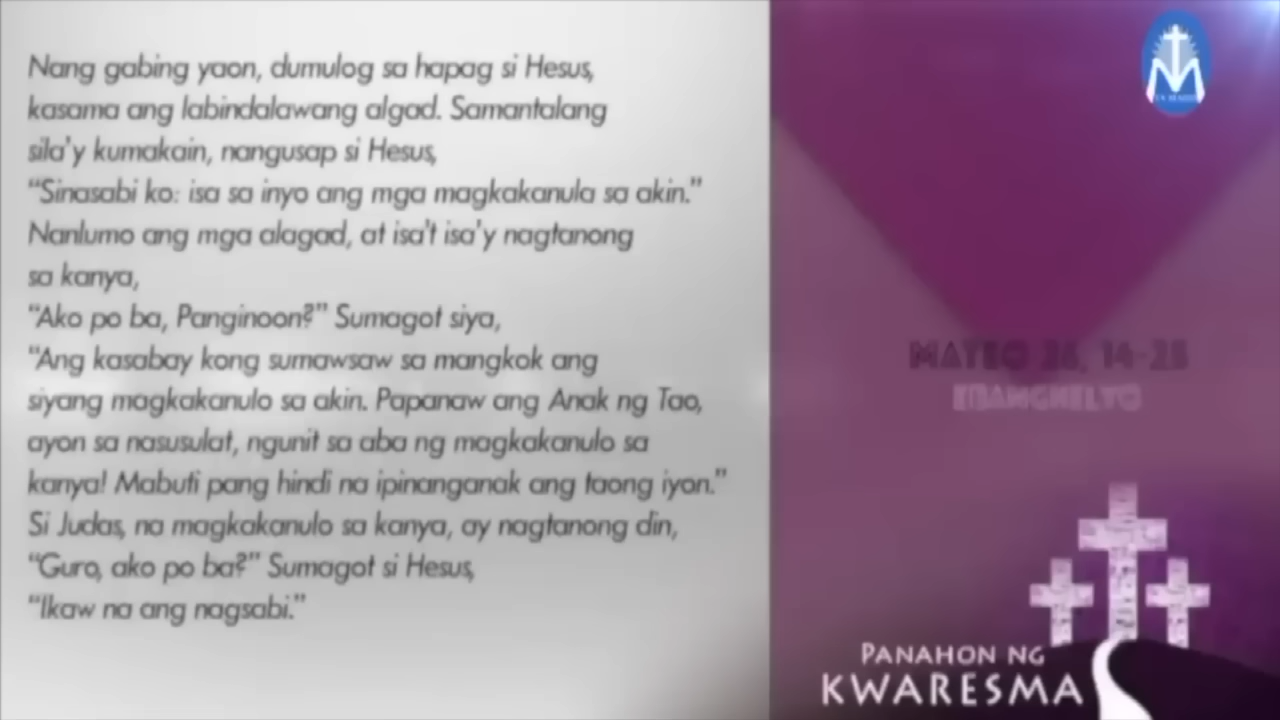 Nang gabing yaon, dumulog sa hapag si Hesus,
kasama ang labindalawang algad. Samantalang
sila'y kumakain, nangusap si Hesus,
“Sinasabi ko: isa sa inyo ang mga magkakanula sa akin.”
Nanlumo ang mga alagad, at isa't isa'y nagtanong
sa kanya,
“Ako po ba, Panginoon?” Sumagot siya,
“Ang kasabay kong sumawsaw sa mangkok ang
siyang magkakanulo sa akin. Papanaw ang Anak ng Tao,
ayon sa nasusulat, ngunit sa aba ng magkakanulo sa
kanya! Mabuti pang hindi na ipinanganak ang taong iyon.”
Si Judas, na magkakanulo sa kanya, ay nagtanong din,
“Guro, ako po ba?” Sumagot si Hesus,
“Ikaw na ang nagsabi.”
MATEO 26, 14-25
EBANGHELYO
PANAHON NG
KWARESMA